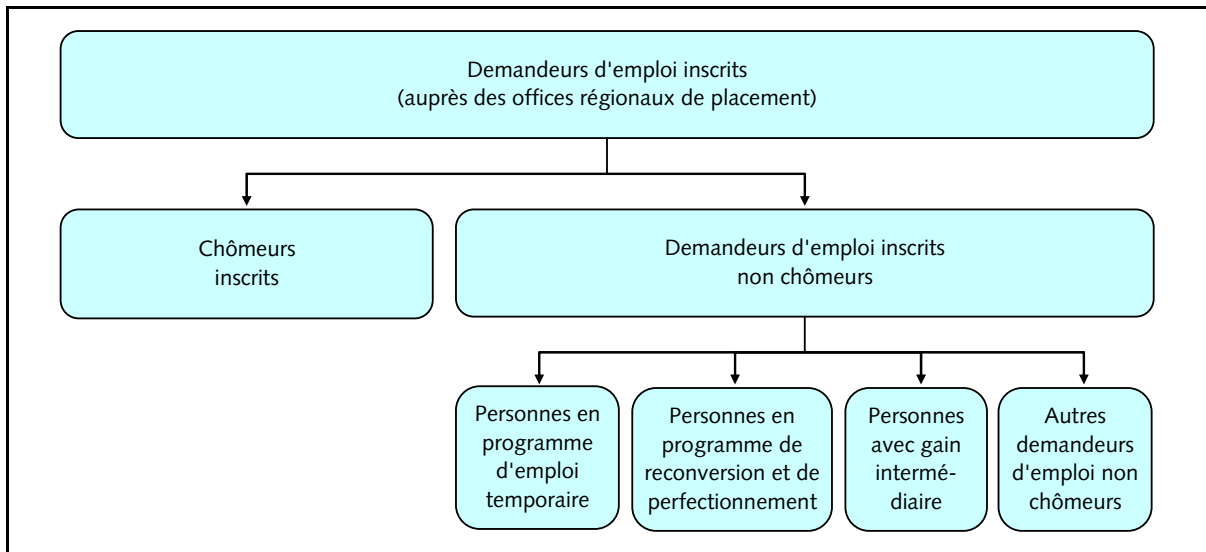 Demandeurs d'emploi inscrits
(auprès des offices régionaux de placement)
Chômeurs
inscrits
Demandeurs d'emploi inscrits
non chômeurs
Personnes en
programme
d'emploi
temporaire
Personnes en
programme de
reconversion et de
perfectionnement
Personnes
avec gain
intermé-
diaire
Autres
demandeurs
d'emploi non
chômeurs